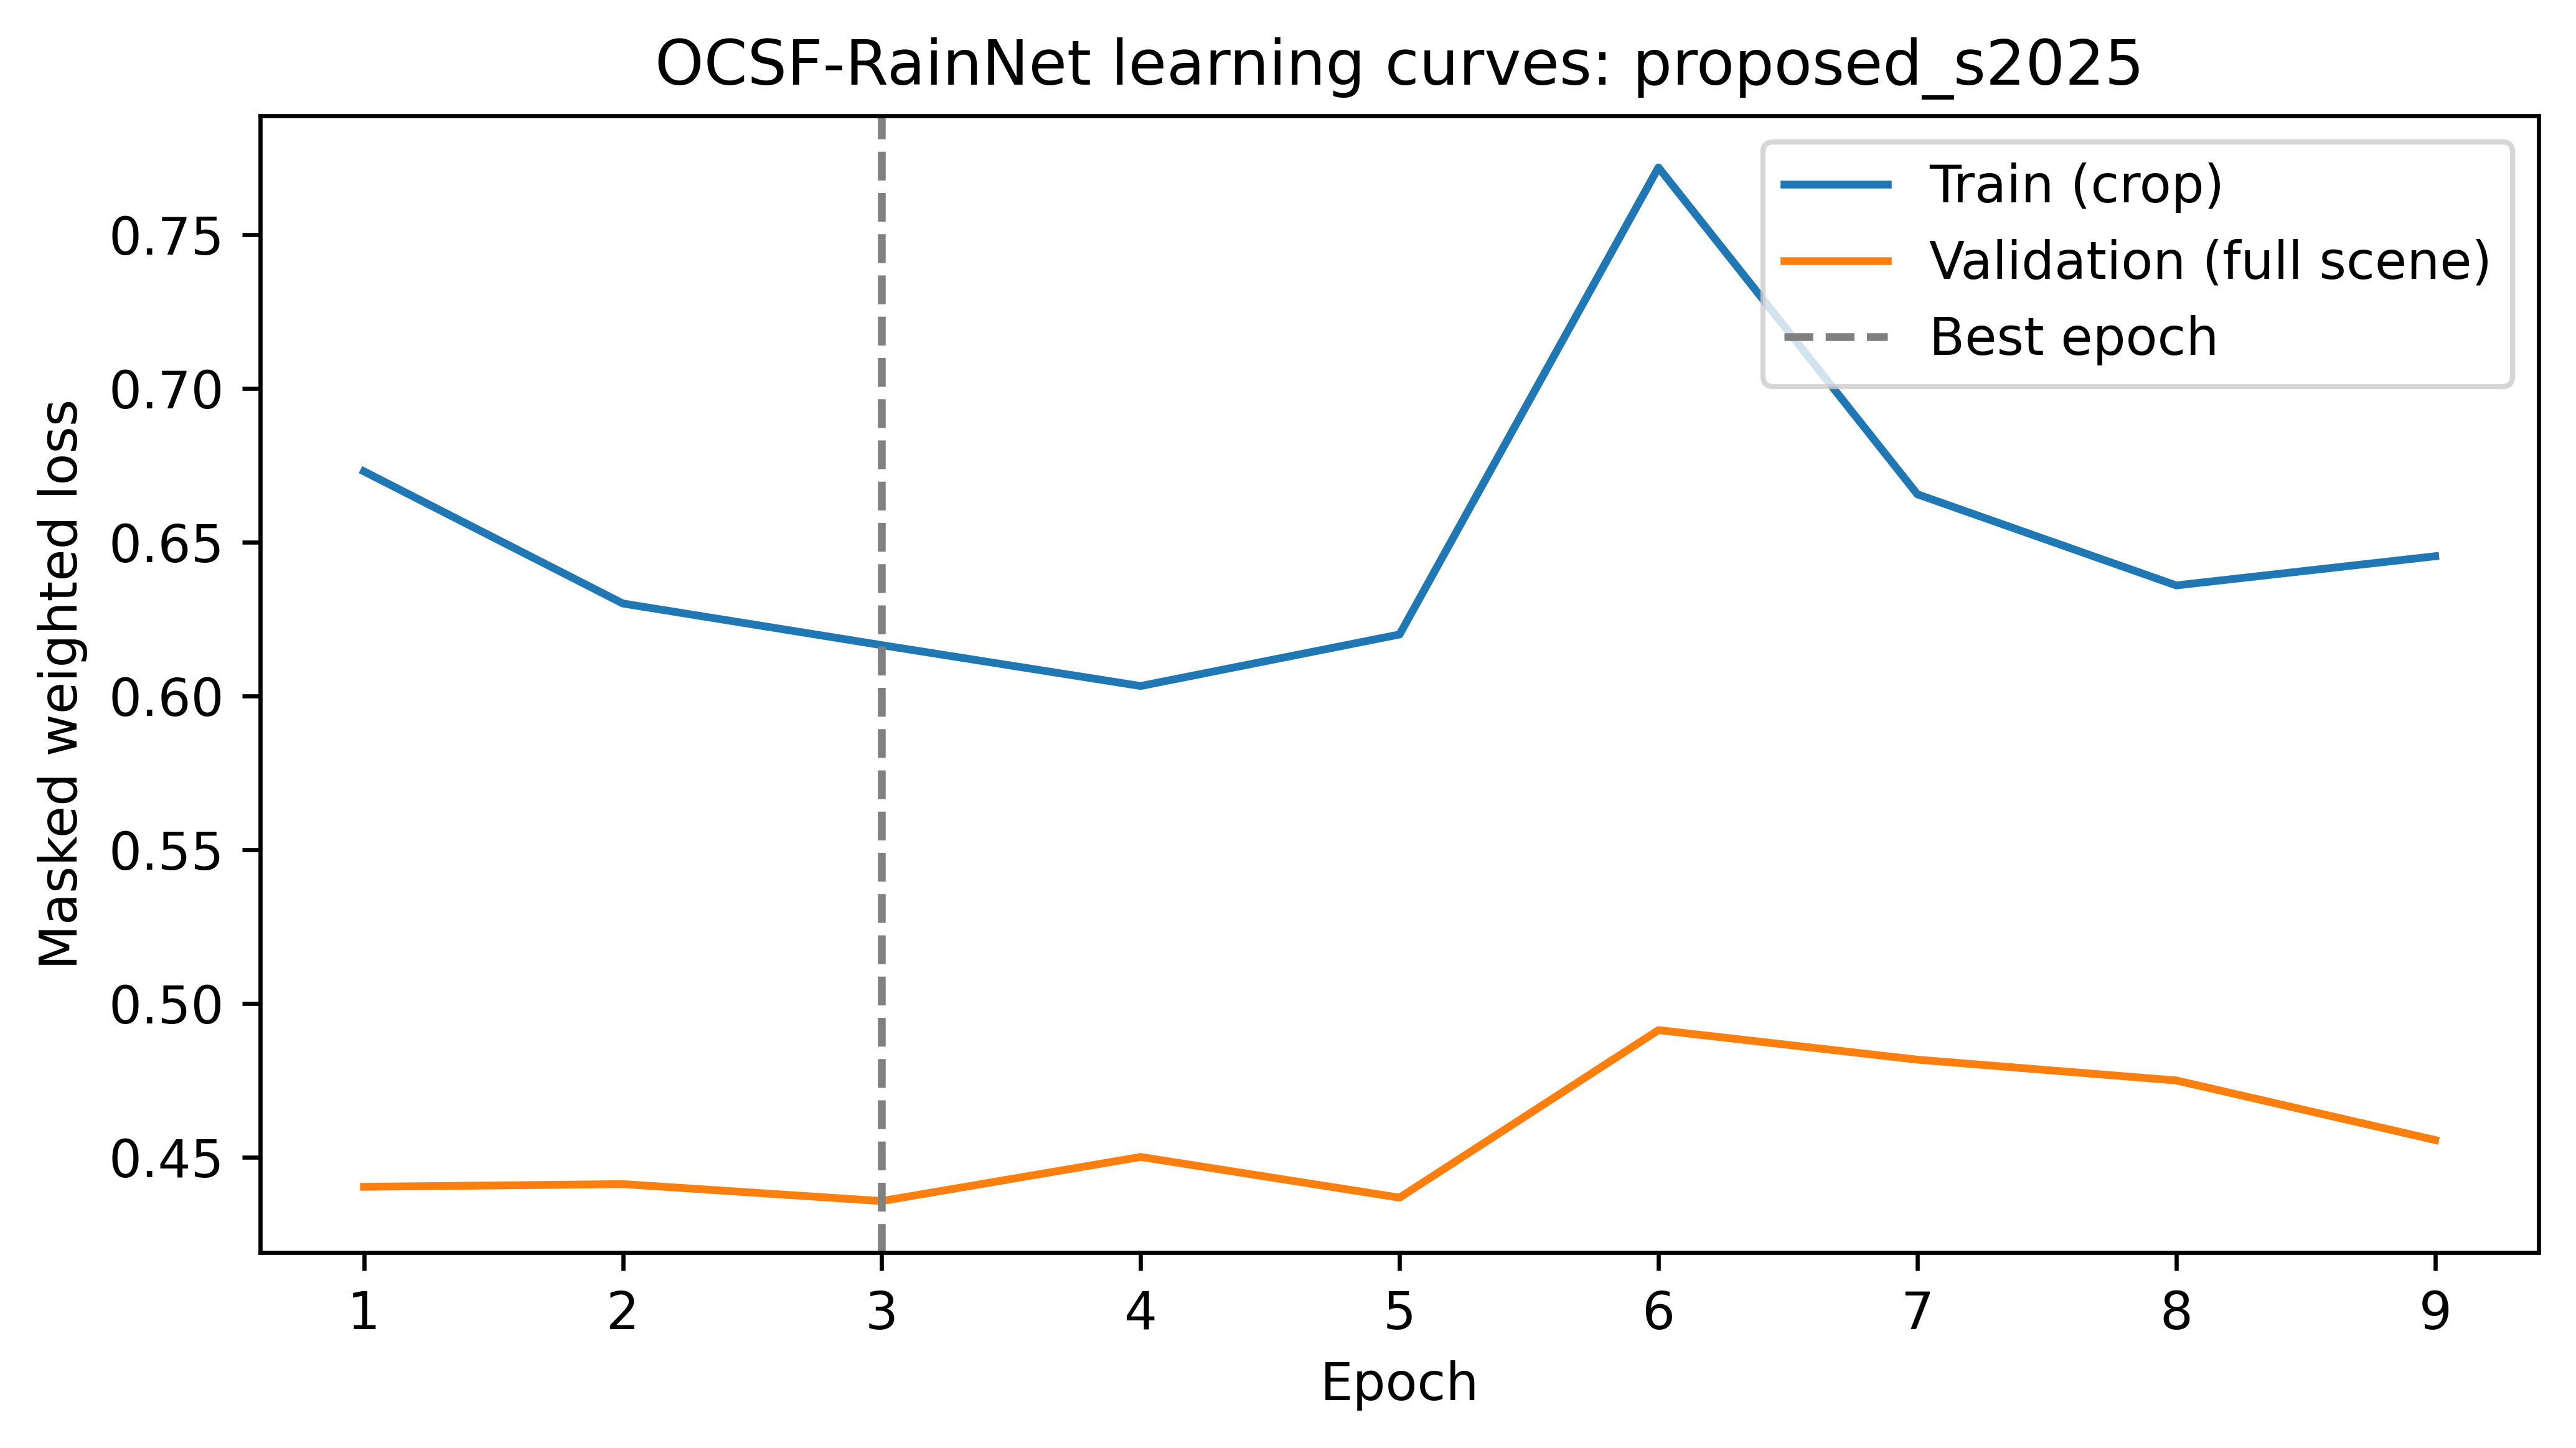 OCSF-RainNet learning curves: proposed_s2025
Train (crop)
Validation (full scene)
Best epoch
Masked weighted loss
0.75
0.70
0.65
0.60
0.55
0.50
0.45
1 2 3 4 5 6 7 8 9
Epoch